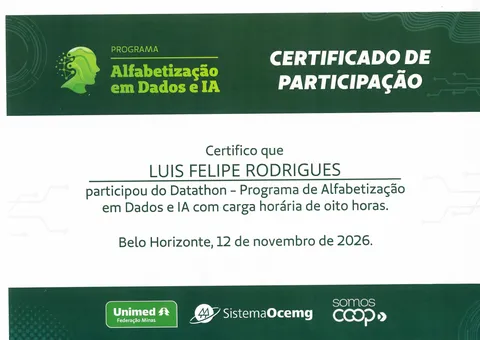 PROGRAMA
Alfabetização
em Dados e IA
CERTIFICADO DE
PARTICIPAÇÃO
Certifico que
LUIS FELIPE RODRIGUES
participou do Datathon - Programa de Alfabetização
em Dados e IA com carga horária de oito horas.
Belo Horizonte, 12 de novembro de 2026.
Unimed
Federação Minas
SistemaOcemg
somos
coop